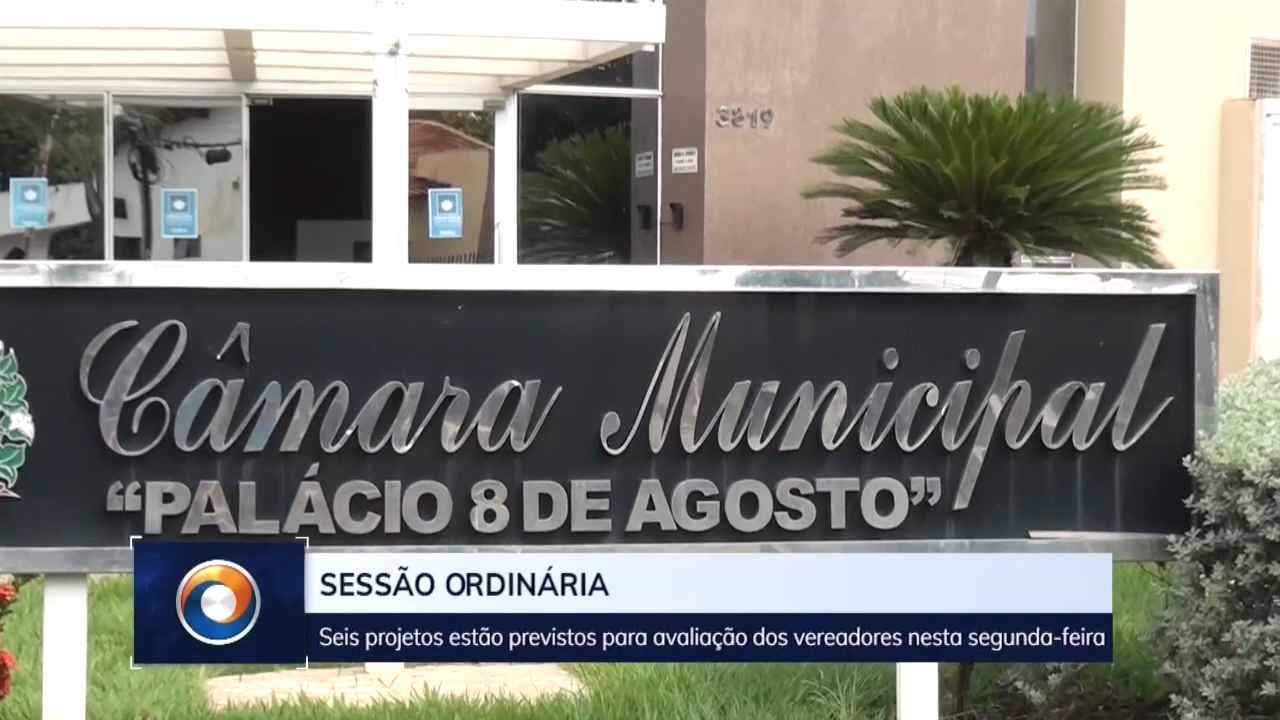 3819
Câmara Municipal
“PALÁCIO 8 DE AGOSTO”
SESSÃO ORDINÁRIA
Seis projetos estão previstos para avaliação dos vereadores nesta segunda-feira